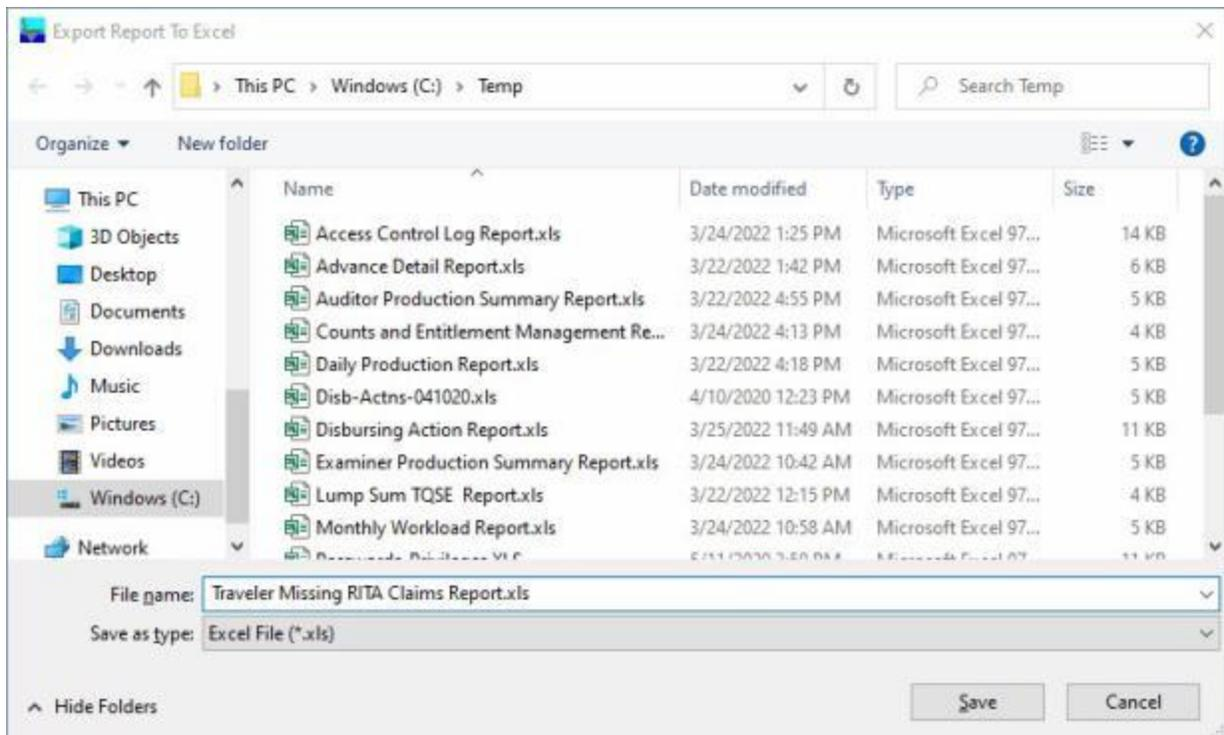 Export Report To Excel
This PC > Windows (C:) > Temp
Search Temp
Organize
New folder
Name Date modified Type Size
This PC
3D Objects
Desktop
Documents
Downloads
Music
Pictures
Videos
Windows (C:)
Network
Access Control Log Report.xls 3/24/2022 1:25 PM Microsoft Excel 97... 14 KB
Advance Detail Report.xls 3/22/2022 1:42 PM Microsoft Excel 97... 6 KB
Auditor Production Summary Report.xls 3/22/2022 4:55 PM Microsoft Excel 97... 5 KB
Counts and Entitlement Management Re... 3/24/2022 4:13 PM Microsoft Excel 97... 4 KB
Daily Production Report.xls 3/22/2022 4:18 PM Microsoft Excel 97... 5 KB
Disb-Actns-041020.xls 4/10/2020 12:23 PM Microsoft Excel 97... 5 KB
Disbursing Action Report.xls 3/25/2022 11:49 AM Microsoft Excel 97... 11 KB
Examiner Production Summary Report.xls 3/24/2022 10:42 AM Microsoft Excel 97... 5 KB
Lump Sum TQSE Report.xls 3/22/2022 12:15 PM Microsoft Excel 97... 4 KB
Monthly Workload Report.xls 3/24/2022 10:58 AM Microsoft Excel 97... 5 KB
File name: Traveler Missing RITA Claims Report.xls
Save as type: Excel File (*.xls)
Hide Folders
Save
Cancel